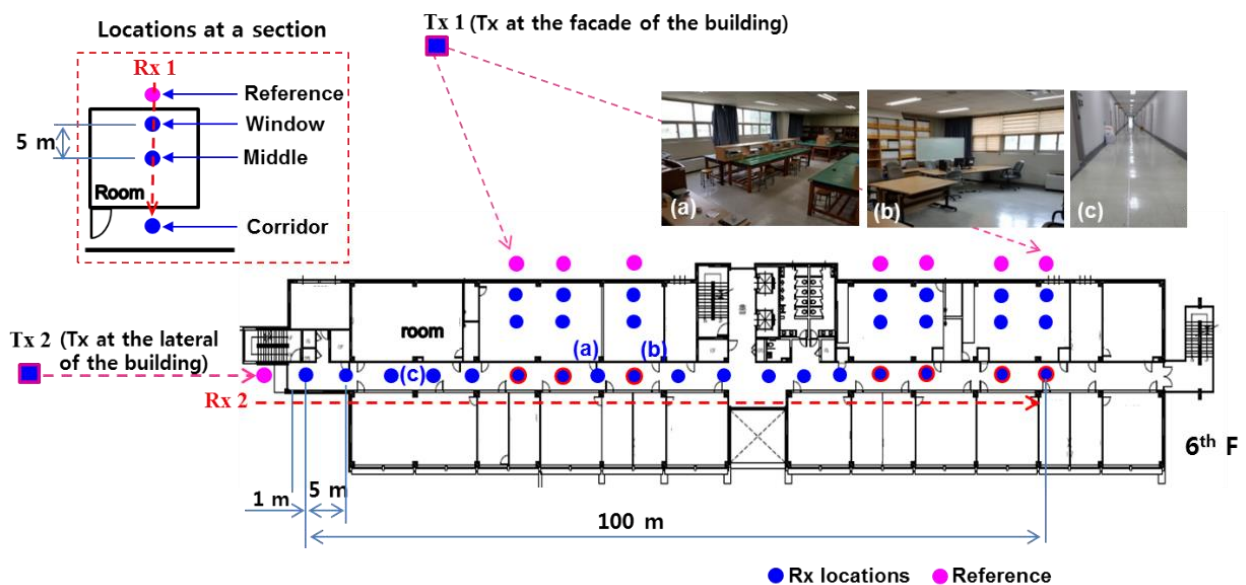 Locations at a section
Rx 1
Reference
Window
Middle
Corridor
5 m
Room
Tx 1 (Tx at the facade of the building)
(a)
(b)
(c)
room
Tx 2 (Tx at the lateral
of the building)
(a)
(b)
(c)
Rx 2
6th F
1 m
5 m
100 m
Rx locations
Reference